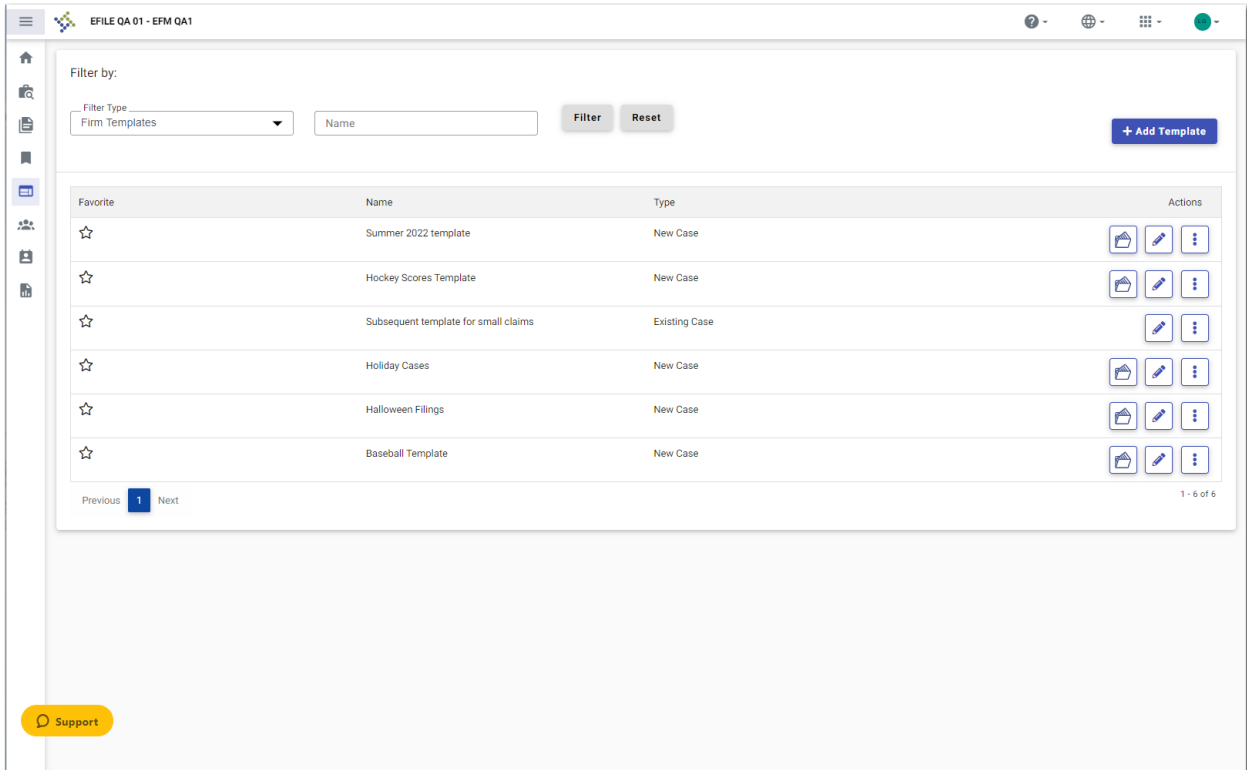 EFILE QA 01 - EFM QA1
LG
Filter by:
Filter Type
Firm Templates
Name
Filter
Reset
+ Add Template
Favorite Name Type Actions
Summer 2022 template New Case
Hockey Scores Template New Case
Subsequent template for small claims Existing Case
Holiday Cases New Case
Halloween Filings New Case
Baseball Template New Case
Previous 1 Next
1 - 6 of 6
Support